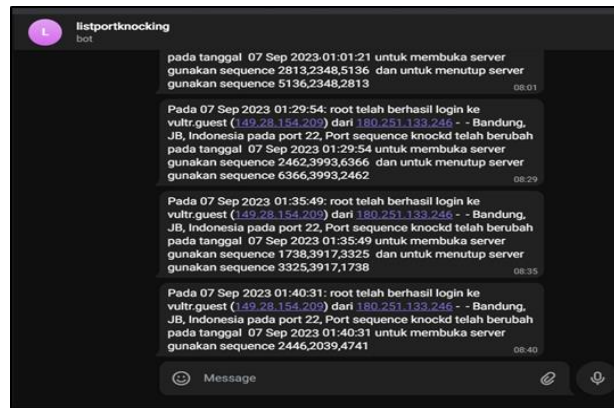 L
listportknocking
bot
pada tanggal 07 Sep 2023 01:01:21 untuk membuka server
gunakan sequence 2813,2348,5136 dan untuk menutup server
gunakan sequence 5136,2348,2813
08:01
Pada 07 Sep 2023 01:29:54: root telah berhasil login ke
vultr.guest (149.28.154.209) dari 180.251.133.246 - - Bandung,
JB, Indonesia pada port 22, Port sequence knockd telah berubah
pada tanggal 07 Sep 2023 01:29:54 untuk membuka server
gunakan sequence 2462,3993,6366 dan untuk menutup server
gunakan sequence 6366,3993,2462
08:29
Pada 07 Sep 2023 01:35:49: root telah berhasil login ke
vultr.guest (149.28.154.209) dari 180.251.133.246 - - Bandung,
JB, Indonesia pada port 22, Port sequence knockd telah berubah
pada tanggal 07 Sep 2023 01:35:49 untuk membuka server
gunakan sequence 1738,3917,3325 dan untuk menutup server
gunakan sequence 3325,3917,1738
08:35
Pada 07 Sep 2023 01:40:31: root telah berhasil login ke
vultr.guest (149.28.154.209) dari 180.251.133.246 - - Bandung,
JB, Indonesia pada port 22, Port sequence knockd telah berubah
pada tanggal 07 Sep 2023 01:40:31 untuk membuka server
gunakan sequence 2446,2039,4741
08:40
Message